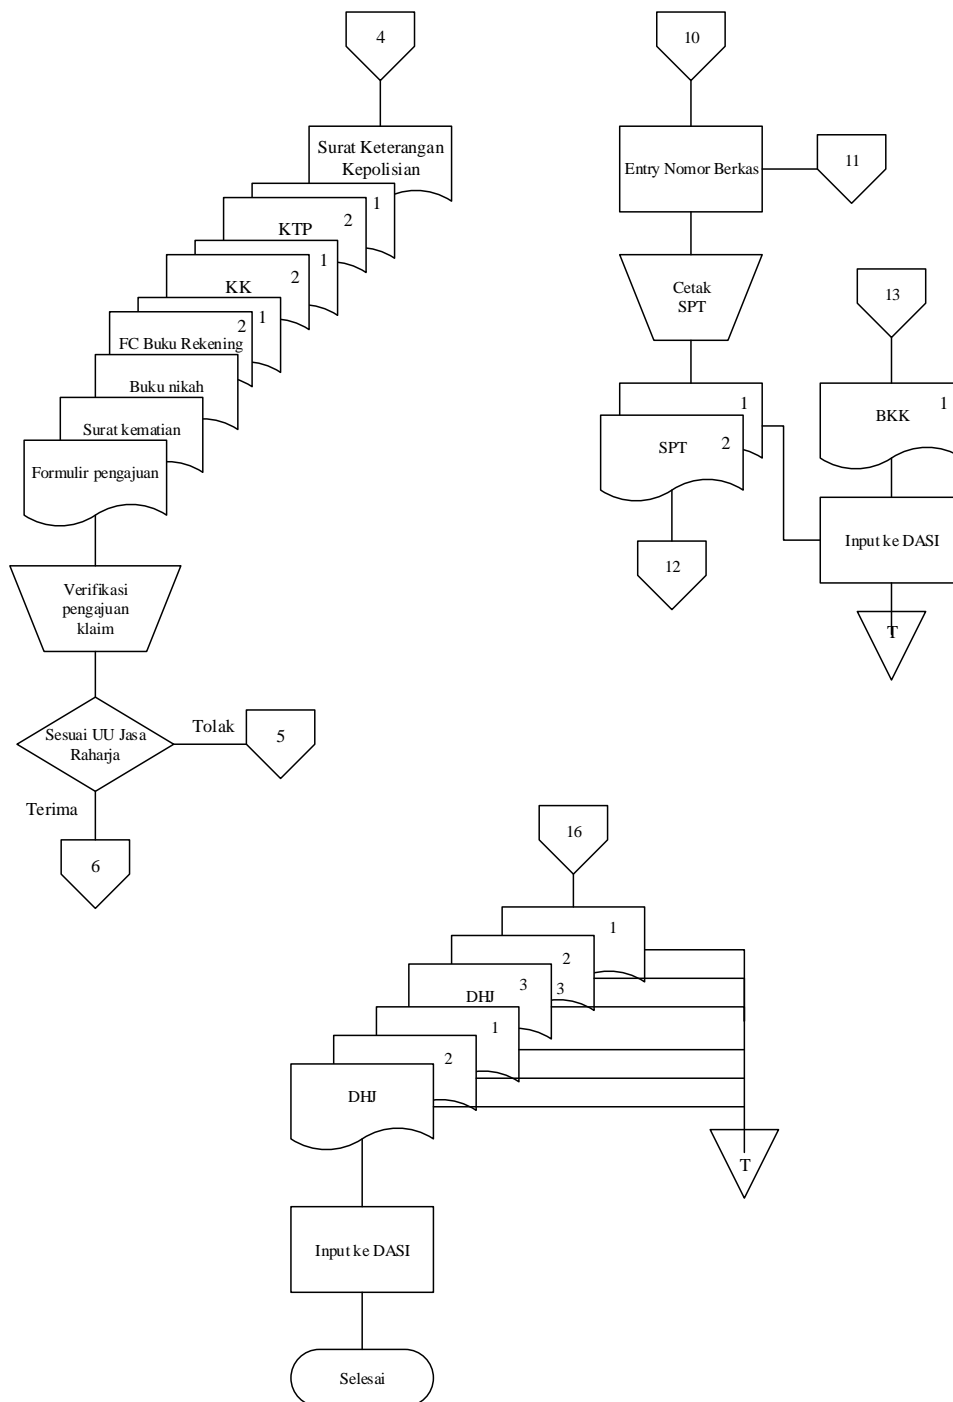 4
Surat Keterangan
Kepolisian
1
2
KTP
1
2
KK
1
2
FC Buku Rekening
Buku nikah
Surat kematian
Formulir pengajuan
Verifikasi
pengajuan
klaim
Sesuai UU Jasa
Raharja
Tolak
5
Terima
6
10
Entry Nomor Berkas
11
Cetak
SPT
1
SPT
2
12
13
BKK
1
Input ke DASI
T
16
1
2
3
DHJ
3
1
2
DHJ
T
Input ke DASI
Selesai